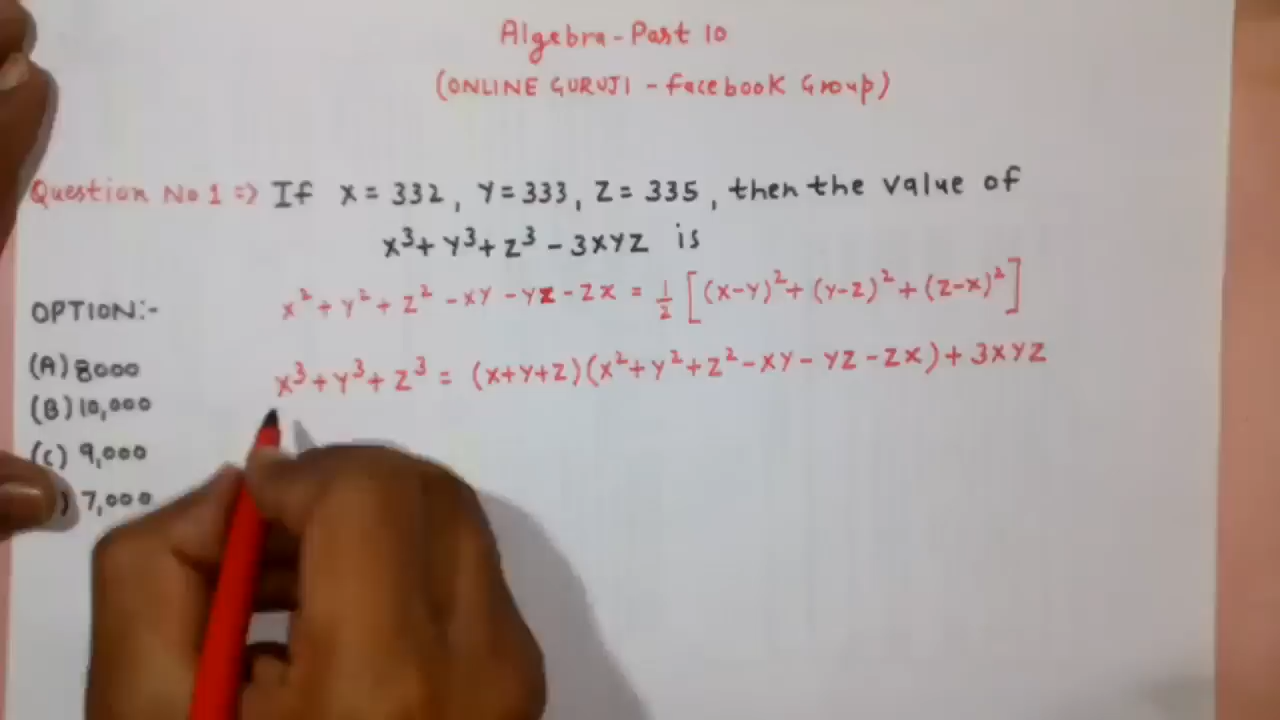 Algebra - Part 10
(ONLINE GURUJI - facebook Group)
Question No 1 => If X = 332, Y = 333, Z = 335, then the value of
x³ + y³ + z³ - 3XYZ is
x² + y² + z² - xy - yz - zx = 1/2 [(x-y)² + (y-z)² + (z-x)²]
OPTION:-
x³ + y³ + z³ = (x+y+z)(x² + y² + z² - xy - yz - zx) + 3xyz
(A) 8000
(B) 10,000
(C) 9,000
) 7,000